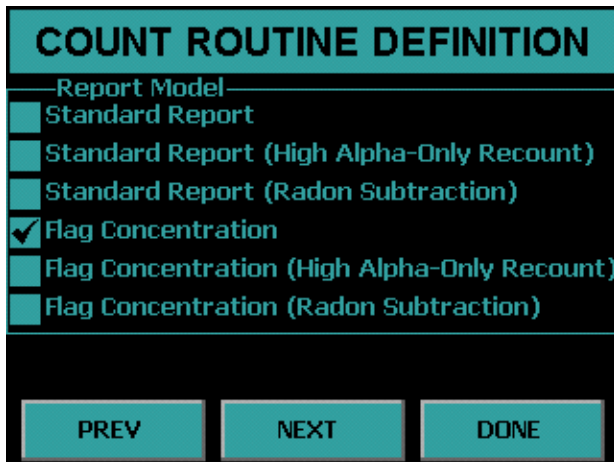 COUNT ROUTINE DEFINITION
Report Model
Standard Report
Standard Report (High Alpha-Only Recount)
Standard Report (Radon Subtraction)
Flag Concentration
Flag Concentration (High Alpha-Only Recount)
Flag Concentration (Radon Subtraction)
PREV NEXT DONE